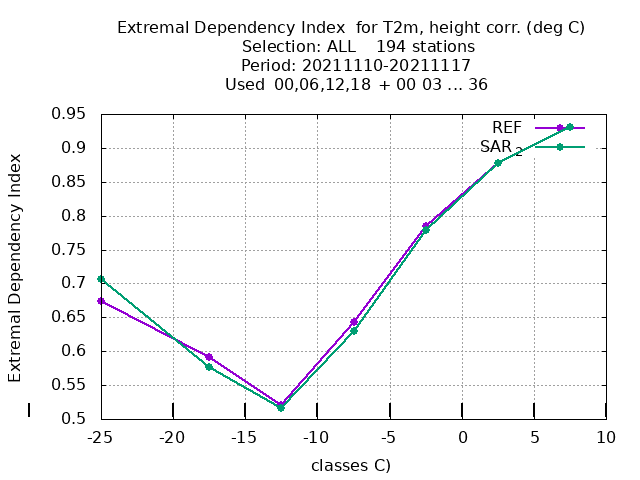 Extremal Dependency Index for T2m, height corr. (deg C)
Selection: ALL 194 stations
Period: 20211110-20211117
Used 00,06,12,18 + 00 03 ... 36
REF
SAR 2
0.95
0.9
0.85
0.8
0.75
0.7
0.65
0.6
0.55
0.5
Extremal Dependency Index
-25 -20 -15 -10 -5 0 5 10
classes C)